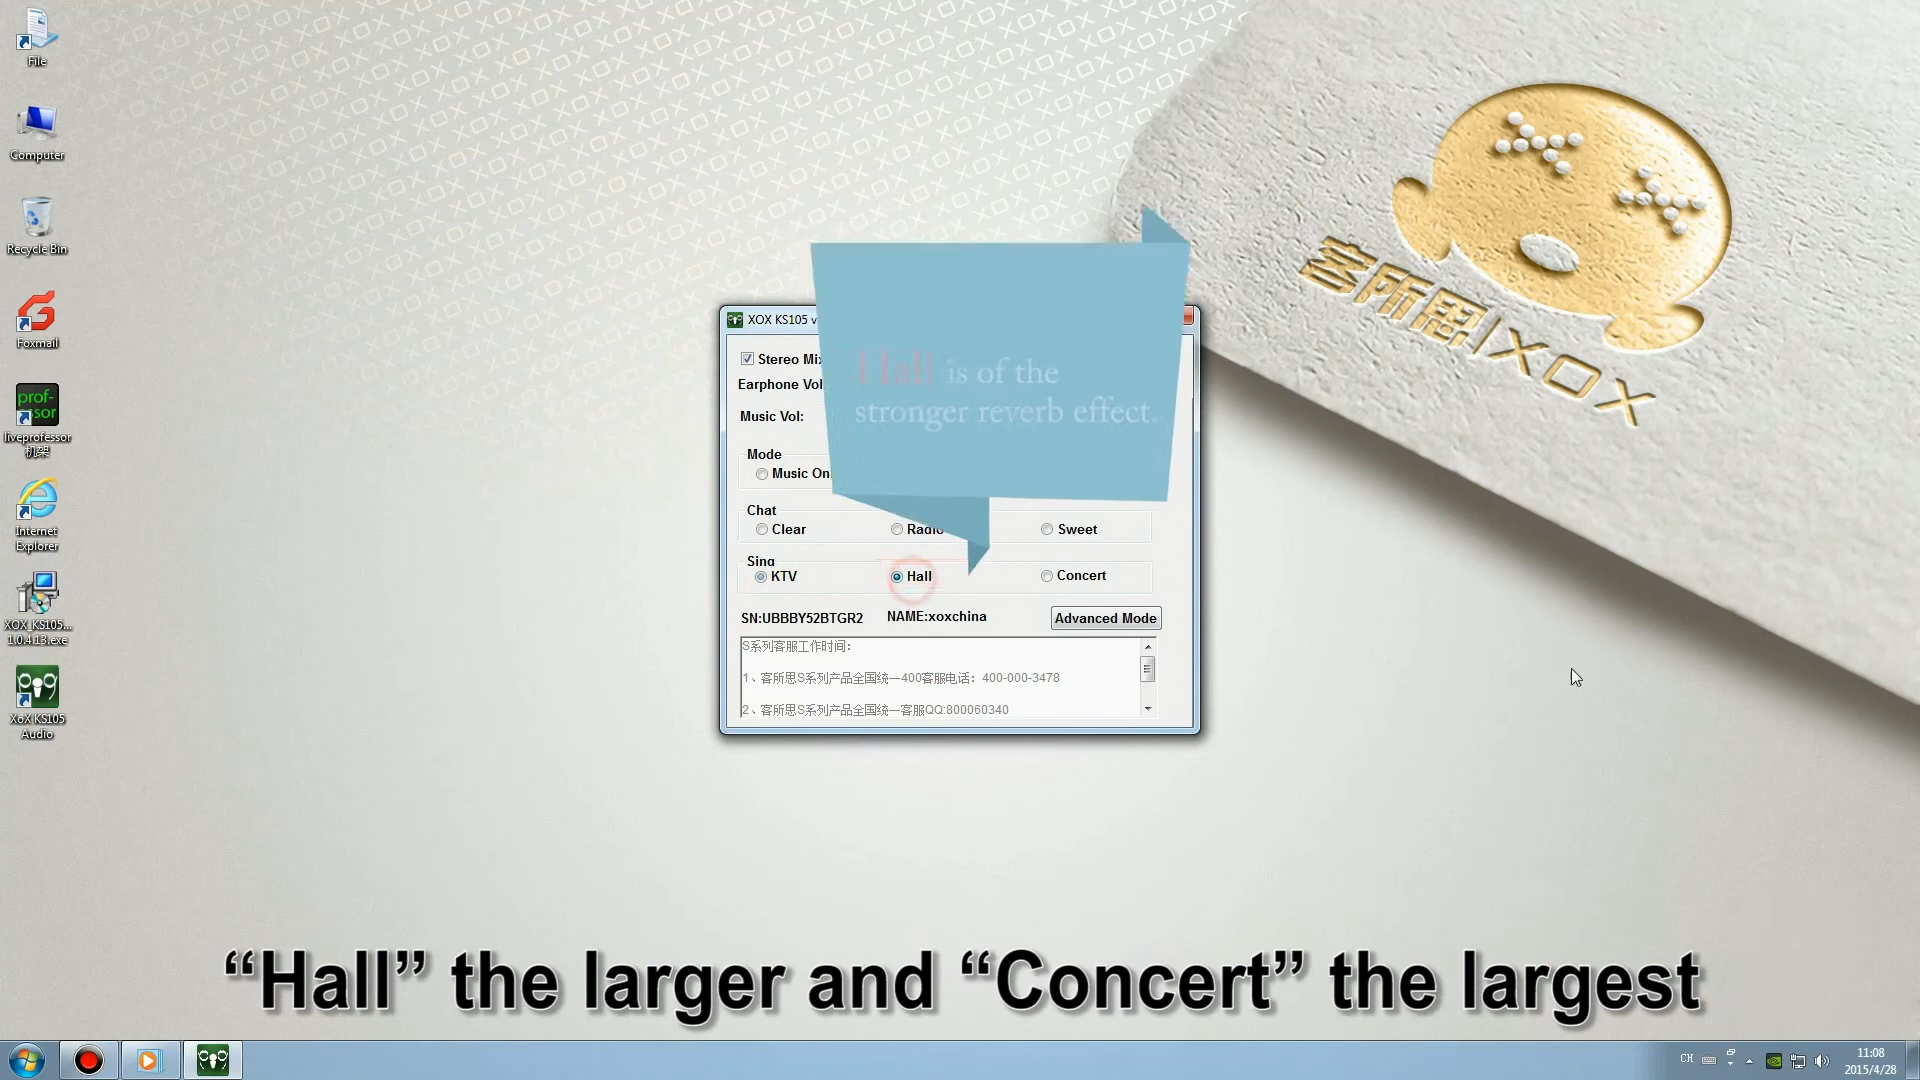 File
Computer
Recycle Bin
Foxmail
prof-
ssor
liveprofessor
机架
Internet
Explorer
XOX_KS105...
1.0.4.13.exe
XOX KS105
Audio
客所思|XOX
XOX KS105
Stereo Mix
Earphone Vol
Music Vol:
Hall is of the
stronger reverb effect.
Mode
Music On
Chat
Clear
Radio
Sweet
Sing
KTV
Hall
Concert
SN:UBBBY52BTGR2
NAME:xoxchina
Advanced Mode
S系列客服工作时间:
1、客所思S系列产品全国统一400客服电话：400-000-3478
2、客所思S系列产品全国统一客服QQ:800060340
“Hall” the larger and “Concert” the largest
CH
11:08
2015/4/28